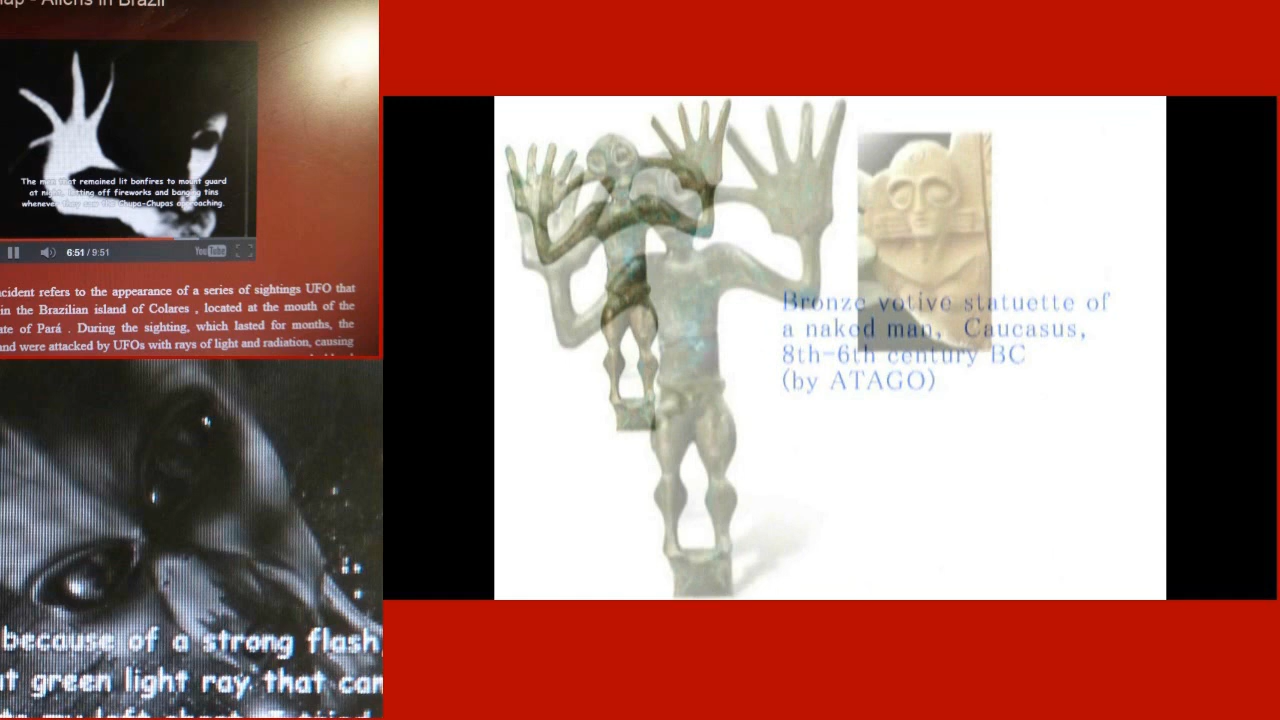 Aliens in Brazil
The men that remained lit bonfires to mount guard
at night, letting off fireworks and banging tins
whenever they saw the Chupa-Chupas approaching.
6:51 / 9:51
YouTube
incident refers to the appearance of a series of sightings UFO that
in the Brazilian island of Colares , located at the mouth of the
ate of Pará . During the sighting, which lasted for months, the
and were attacked by UFOs with rays of light and radiation, causing
because of a strong flash,
green light ray that
Bronze votive statuette of
a naked man, Caucasus,
8th-6th century BC
(by ATAGO)